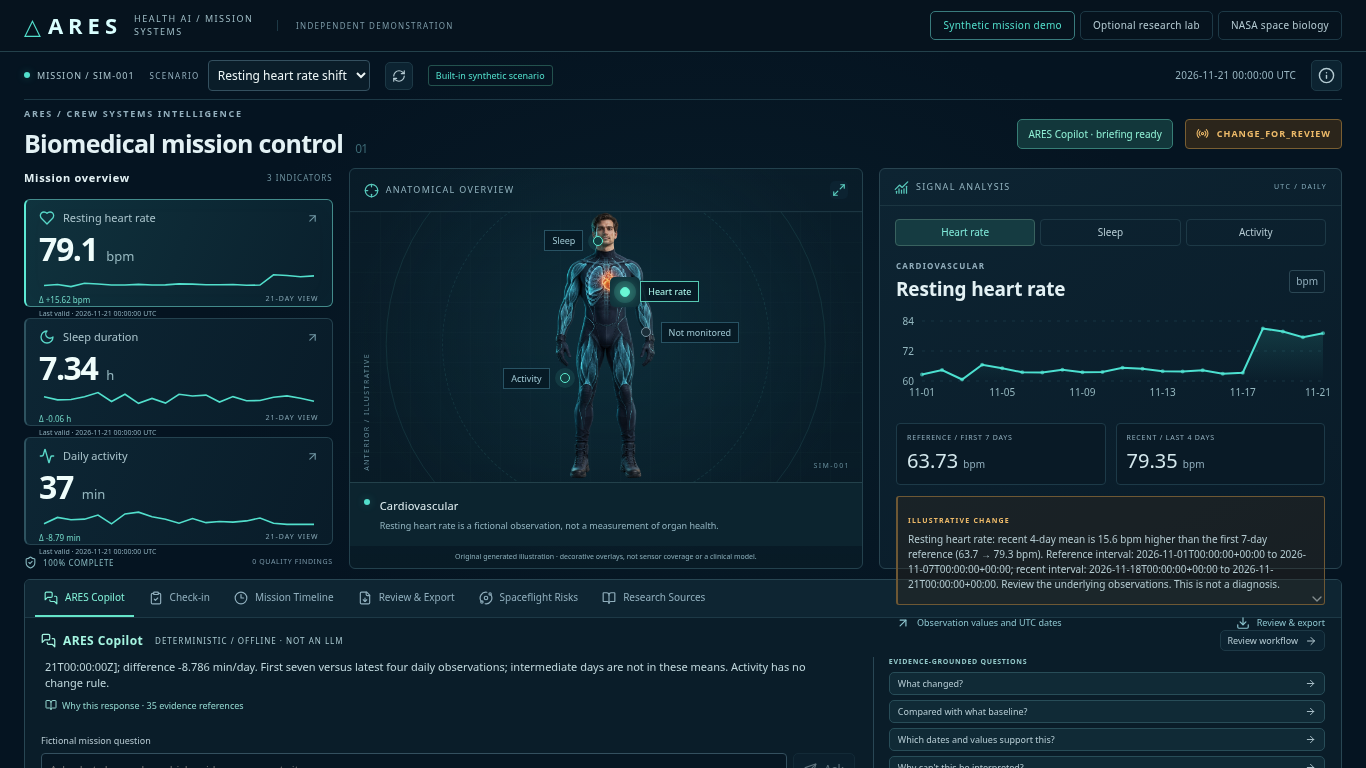 ARES
HEALTH AI / MISSION
SYSTEMS
INDEPENDENT DEMONSTRATION
Synthetic mission demo
Optional research lab
NASA space biology
MISSION / SIM-001
SCENARIO
Resting heart rate shift
Built-in synthetic scenario
2026-11-21 00:00:00 UTC
ARES / CREW SYSTEMS INTELLIGENCE
Biomedical mission control 01
ARES Copilot · briefing ready
CHANGE_FOR_REVIEW
Mission overview
3 INDICATORS
Resting heart rate
79.1 bpm
Δ +15.62 bpm
21-DAY VIEW
Last valid · 2026-11-21 00:00:00 UTC
Sleep duration
7.34 h
Δ -0.06 h
21-DAY VIEW
Last valid · 2026-11-21 00:00:00 UTC
Daily activity
37 min
Δ -8.79 min
21-DAY VIEW
Last valid · 2026-11-21 00:00:00 UTC
100% COMPLETE
0 QUALITY FINDINGS
ANATOMICAL OVERVIEW
Sleep
Heart rate
Not monitored
Activity
ANTERIOR / ILLUSTRATIVE
SIM-001
Cardiovascular
Resting heart rate is a fictional observation, not a measurement of organ health.
Original generated illustration · decorative overlays, not sensor coverage or a clinical model.
SIGNAL ANALYSIS
UTC / DAILY
Heart rate
Sleep
Activity
CARDIOVASCULAR
Resting heart rate
bpm
84
72
60
11-01
11-05
11-09
11-13
11-17
11-21
REFERENCE / FIRST 7 DAYS
63.73 bpm
RECENT / LAST 4 DAYS
79.35 bpm
ILLUSTRATIVE CHANGE
Resting heart rate: recent 4-day mean is 15.6 bpm higher than the first 7-day
reference (63.7 → 79.3 bpm). Reference interval: 2026-11-01T00:00:00+00:00 to 2026-
11-07T00:00:00+00:00; recent interval: 2026-11-18T00:00:00+00:00 to 2026-11-
21T00:00:00+00:00. Review the underlying observations. This is not a diagnosis.
Observation values and UTC dates
Review & export
ARES Copilot
Check-in
Mission Timeline
Review & Export
Spaceflight Risks
Research Sources
ARES Copilot
DETERMINISTIC / OFFLINE · NOT AN LLM
Review workflow
21T00:00:00Z]; difference -8.786 min/day. First seven versus latest four daily observations; intermediate days are not in these means. Activity has no
change rule.
Why this response · 35 evidence references
Fictional mission question
EVIDENCE-GROUNDED QUESTIONS
What changed?
Compared with what baseline?
Which dates and values support this?
Why can't this be interpreted?